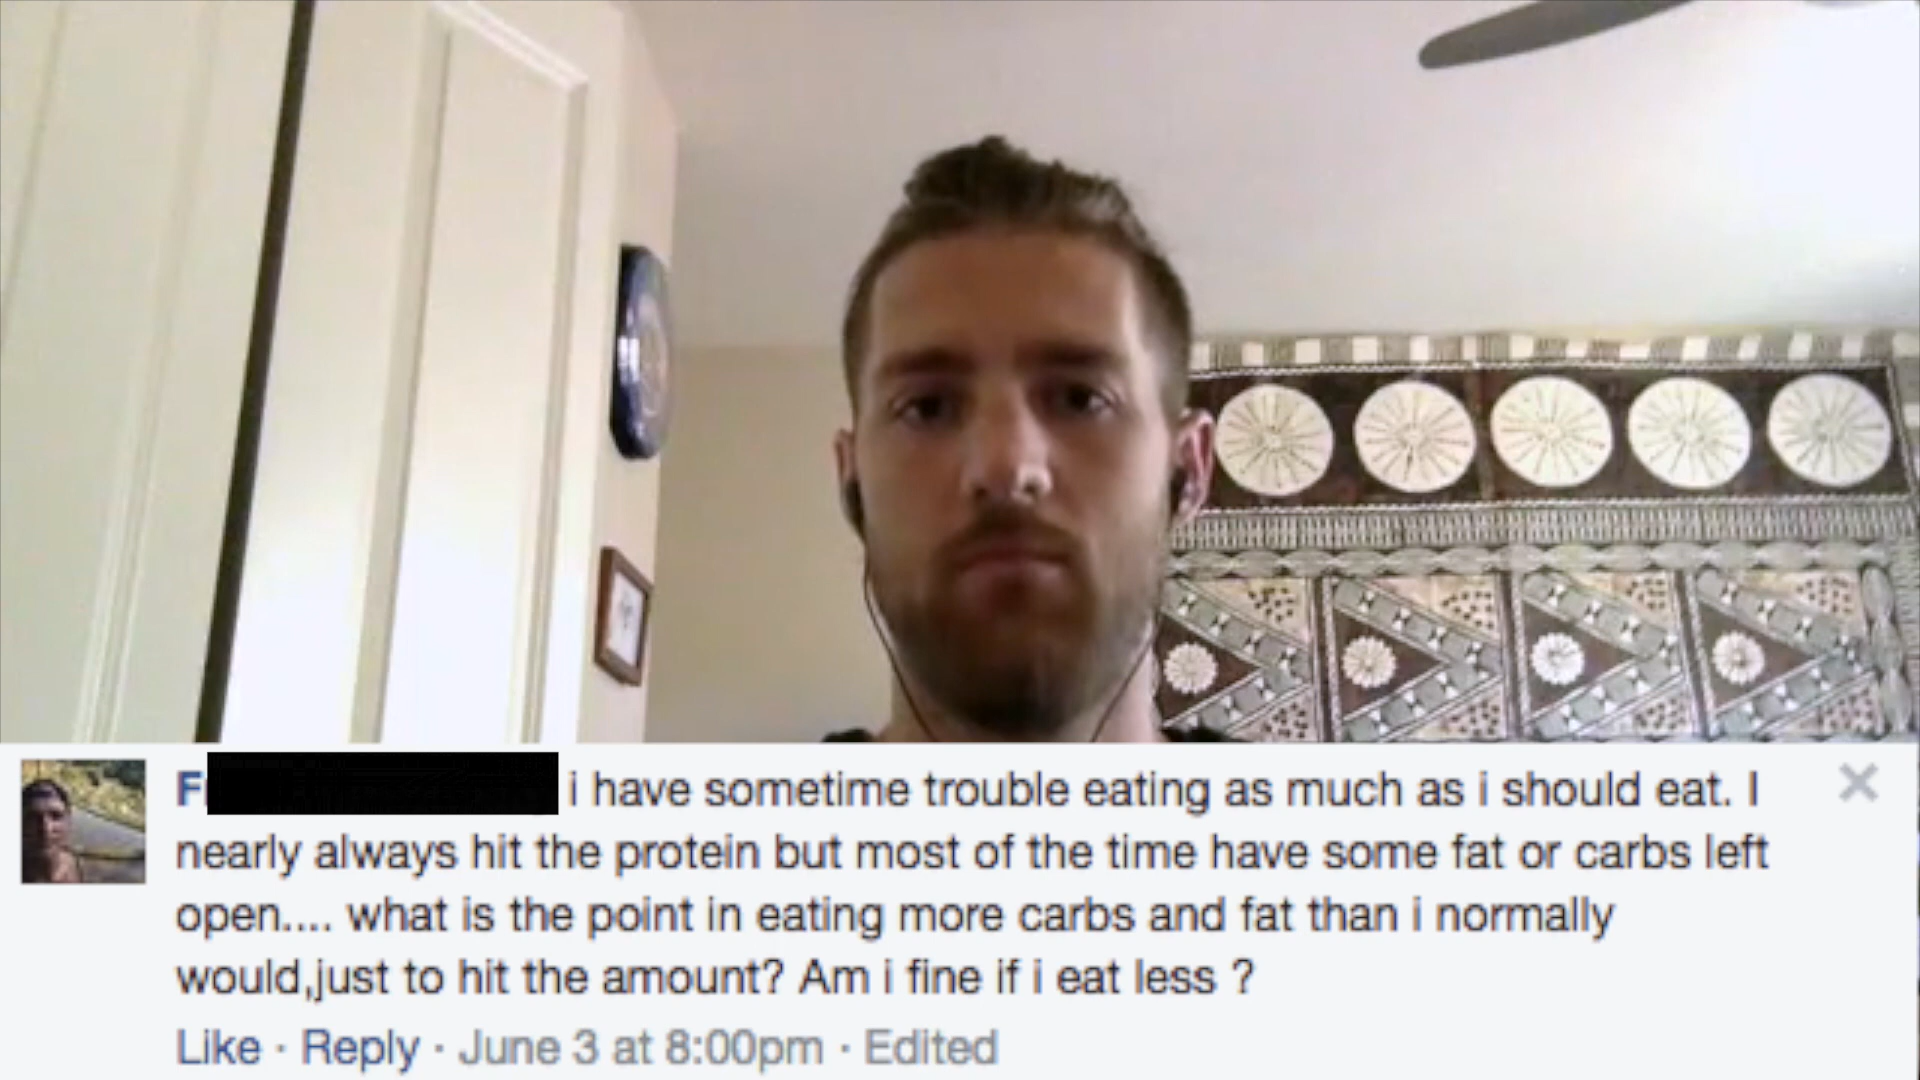 F
i have sometime trouble eating as much as i should eat. I
nearly always hit the protein but most of the time have some fat or carbs left
open.... what is the point in eating more carbs and fat than i normally
would,just to hit the amount? Am i fine if i eat less ?
Like · Reply · June 3 at 8:00pm · Edited